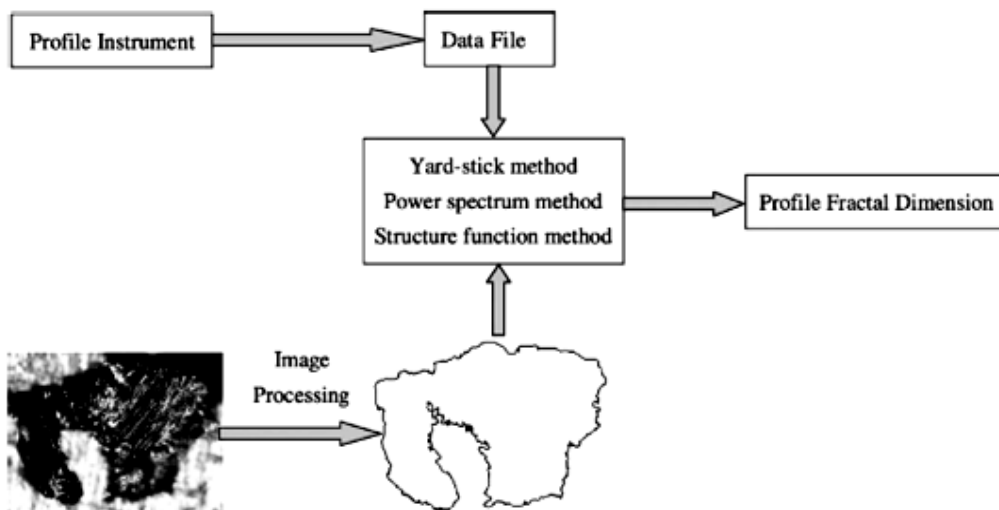 Profile Instrument
Data File
Yard-stick method
Power spectrum method
Structure function method
Profile Fractal Dimension
Image
Processing